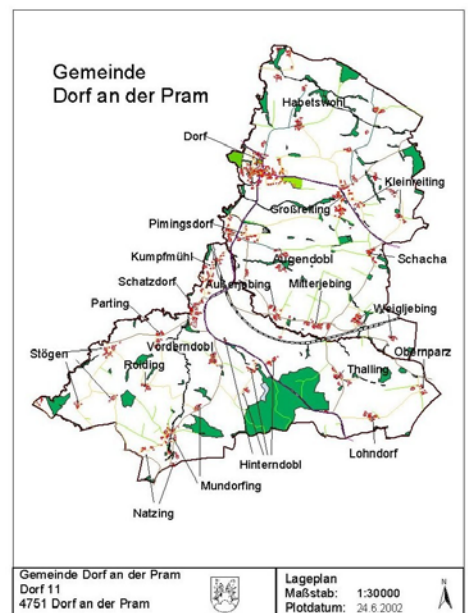 Gemeinde
Dorf an der Pram
Habetswohl
Dorf
Kleinreiting
Großreiting
Pimingsdorf
Kumpfmühl
Augendobl
Schacha
Schatzdorf
Außerjebing
Mitterjebing
Parting
Weigljebing
Stögen
Vorderndobl
Roiding
Obernparz
Thalling
Hinterndobl
Lohndorf
Mundorfing
Natzing
Gemeinde Dorf an der Pram
Dorf 11
4751 Dorf an der Pram
Lageplan
Maßstab: 1:30000
Plotdatum: 24.6.2002
N